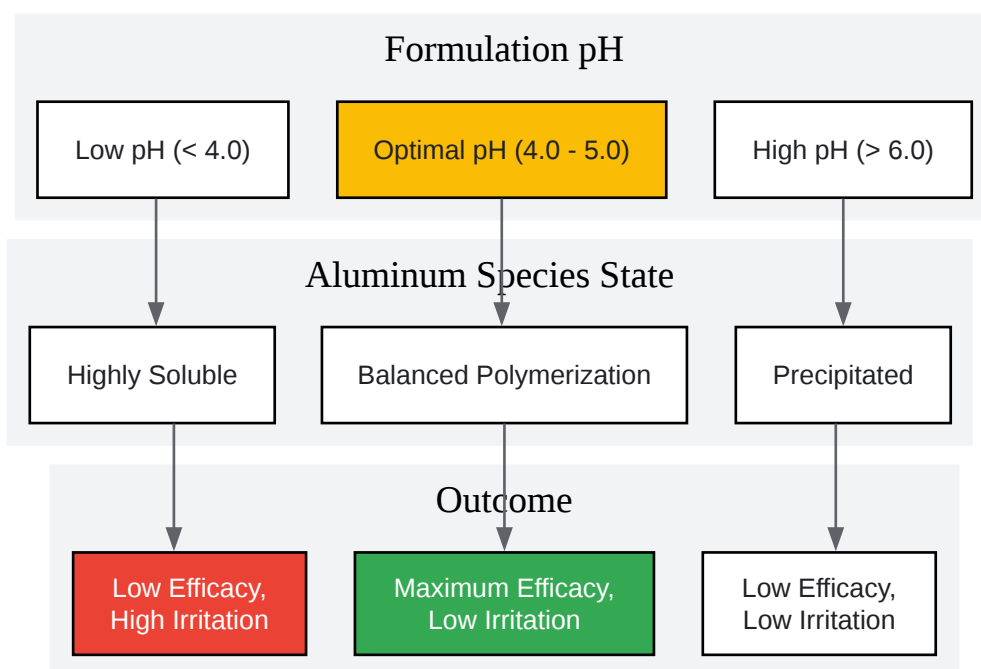 Formulation pH
Low pH (< 4.0)
Optimal pH (4.0 - 5.0)
High pH (> 6.0)
Aluminum Species State
Highly Soluble
Balanced Polymerization
Precipitated
Outcome
Low Efficacy,
High Irritation
Maximum Efficacy,
Low Irritation
Low Efficacy,
Low Irritation